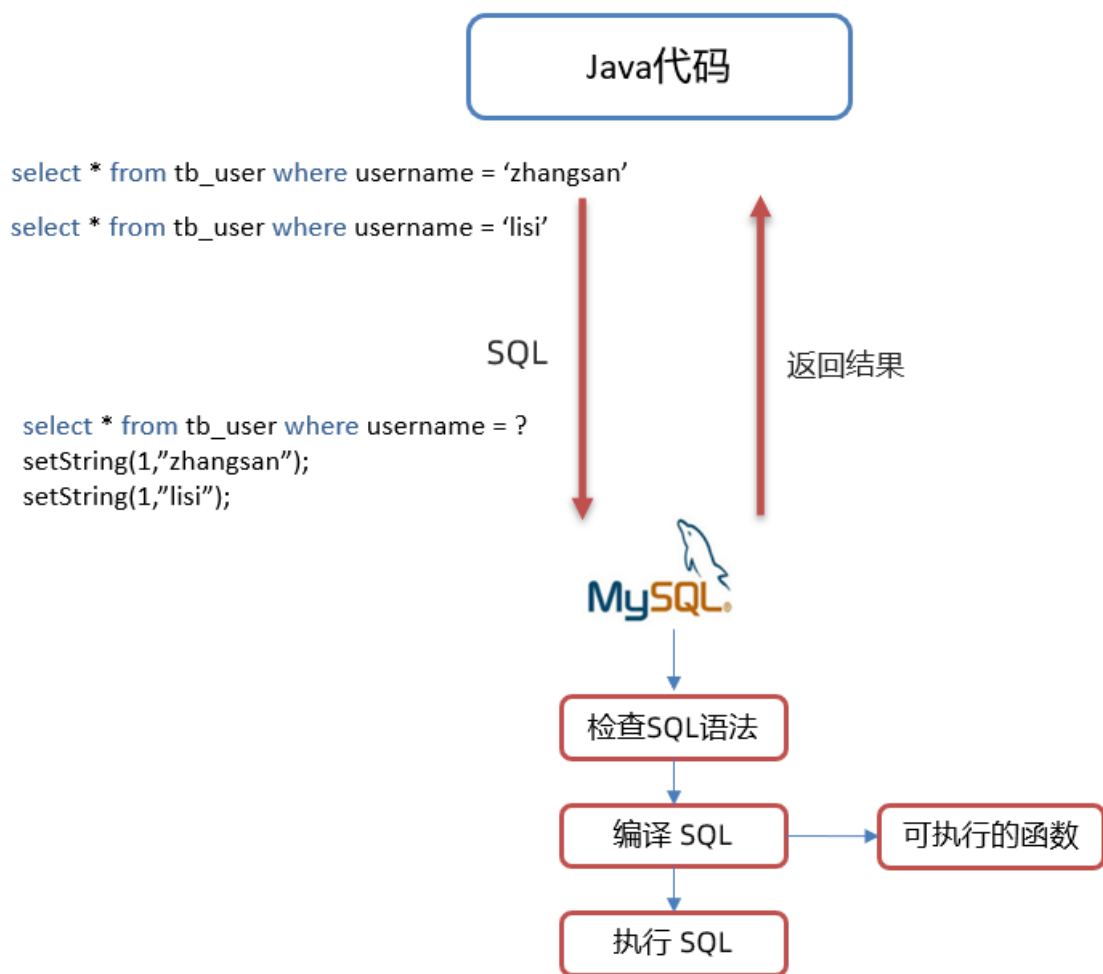 Java代码
select * from tb_user where username = ‘zhangsan’
select * from tb_user where username = ‘lisi’
SQL
返回结果
select * from tb_user where username = ?
setString(1,”zhangsan”);
setString(1,”lisi”);
MySQL®
检查SQL语法
编译 SQL
可执行的函数
执行 SQL